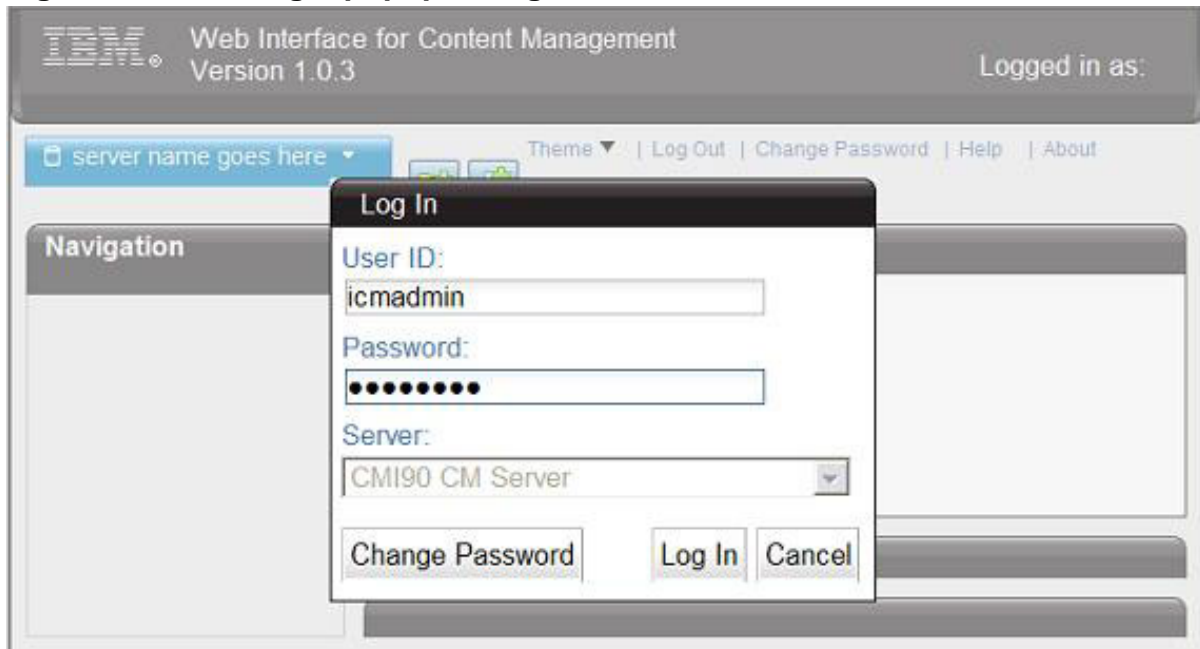 IBM®
Web Interface for Content Management
Version 1.0.3
Logged in as:
server name goes here
Theme ▼ | Log Out | Change Password | Help | About
Log In
Navigation
User ID:
icmadmin
Password:
●●●●●●●●
Server:
CMI90 CM Server
Change Password
Log In
Cancel